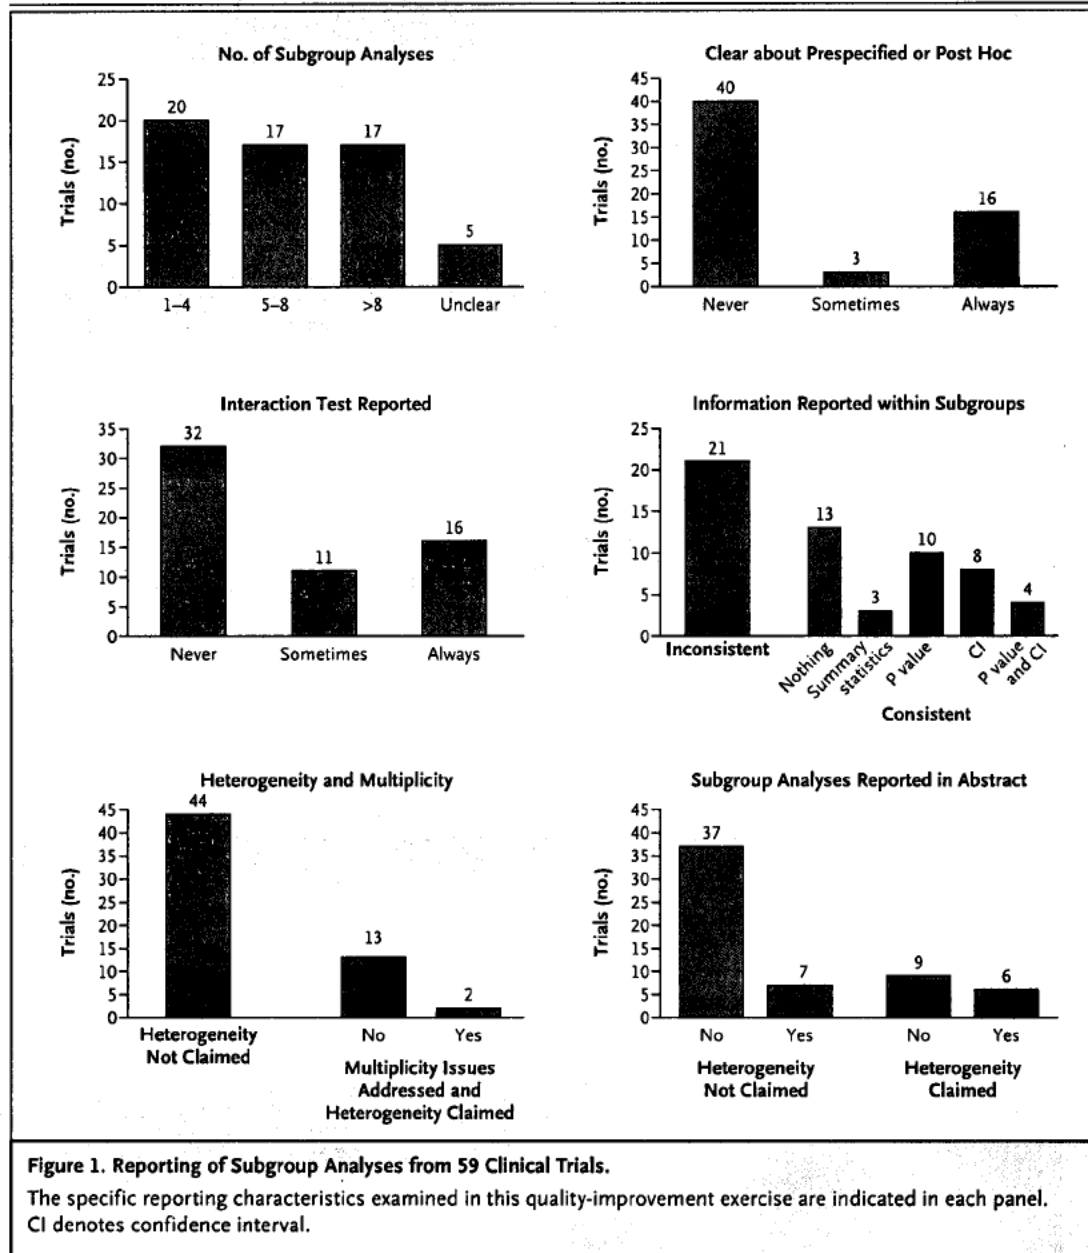 No. of Subgroup Analyses
25
20
15
10
5
0
Trials (no.)
20
17
17
5
1–4
5–8
>8
Unclear
Clear about Prespecified or Post Hoc
45
40
35
30
25
20
15
10
5
0
Trials (no.)
40
3
16
Never
Sometimes
Always
Interaction Test Reported
35
30
25
20
15
10
5
0
Trials (no.)
32
11
16
Never
Sometimes
Always
Information Reported within Subgroups
25
20
15
10
5
0
Trials (no.)
21
13
3
10
8
4
Inconsistent
Nothing
Summary
statistics
P value
CI
P value
and CI
Consistent
Heterogeneity and Multiplicity
45
40
35
30
25
20
15
10
5
0
Trials (no.)
44
13
2
Heterogeneity
Not Claimed
No
Yes
Multiplicity Issues
Addressed and
Heterogeneity Claimed
Subgroup Analyses Reported in Abstract
45
40
35
30
25
20
15
10
5
0
Trials (no.)
37
7
9
6
No
Yes
No
Yes
Heterogeneity
Not Claimed
Heterogeneity
Claimed
Figure 1. Reporting of Subgroup Analyses from 59 Clinical Trials.
The specific reporting characteristics examined in this quality-improvement exercise are indicated in each panel.
CI denotes confidence interval.